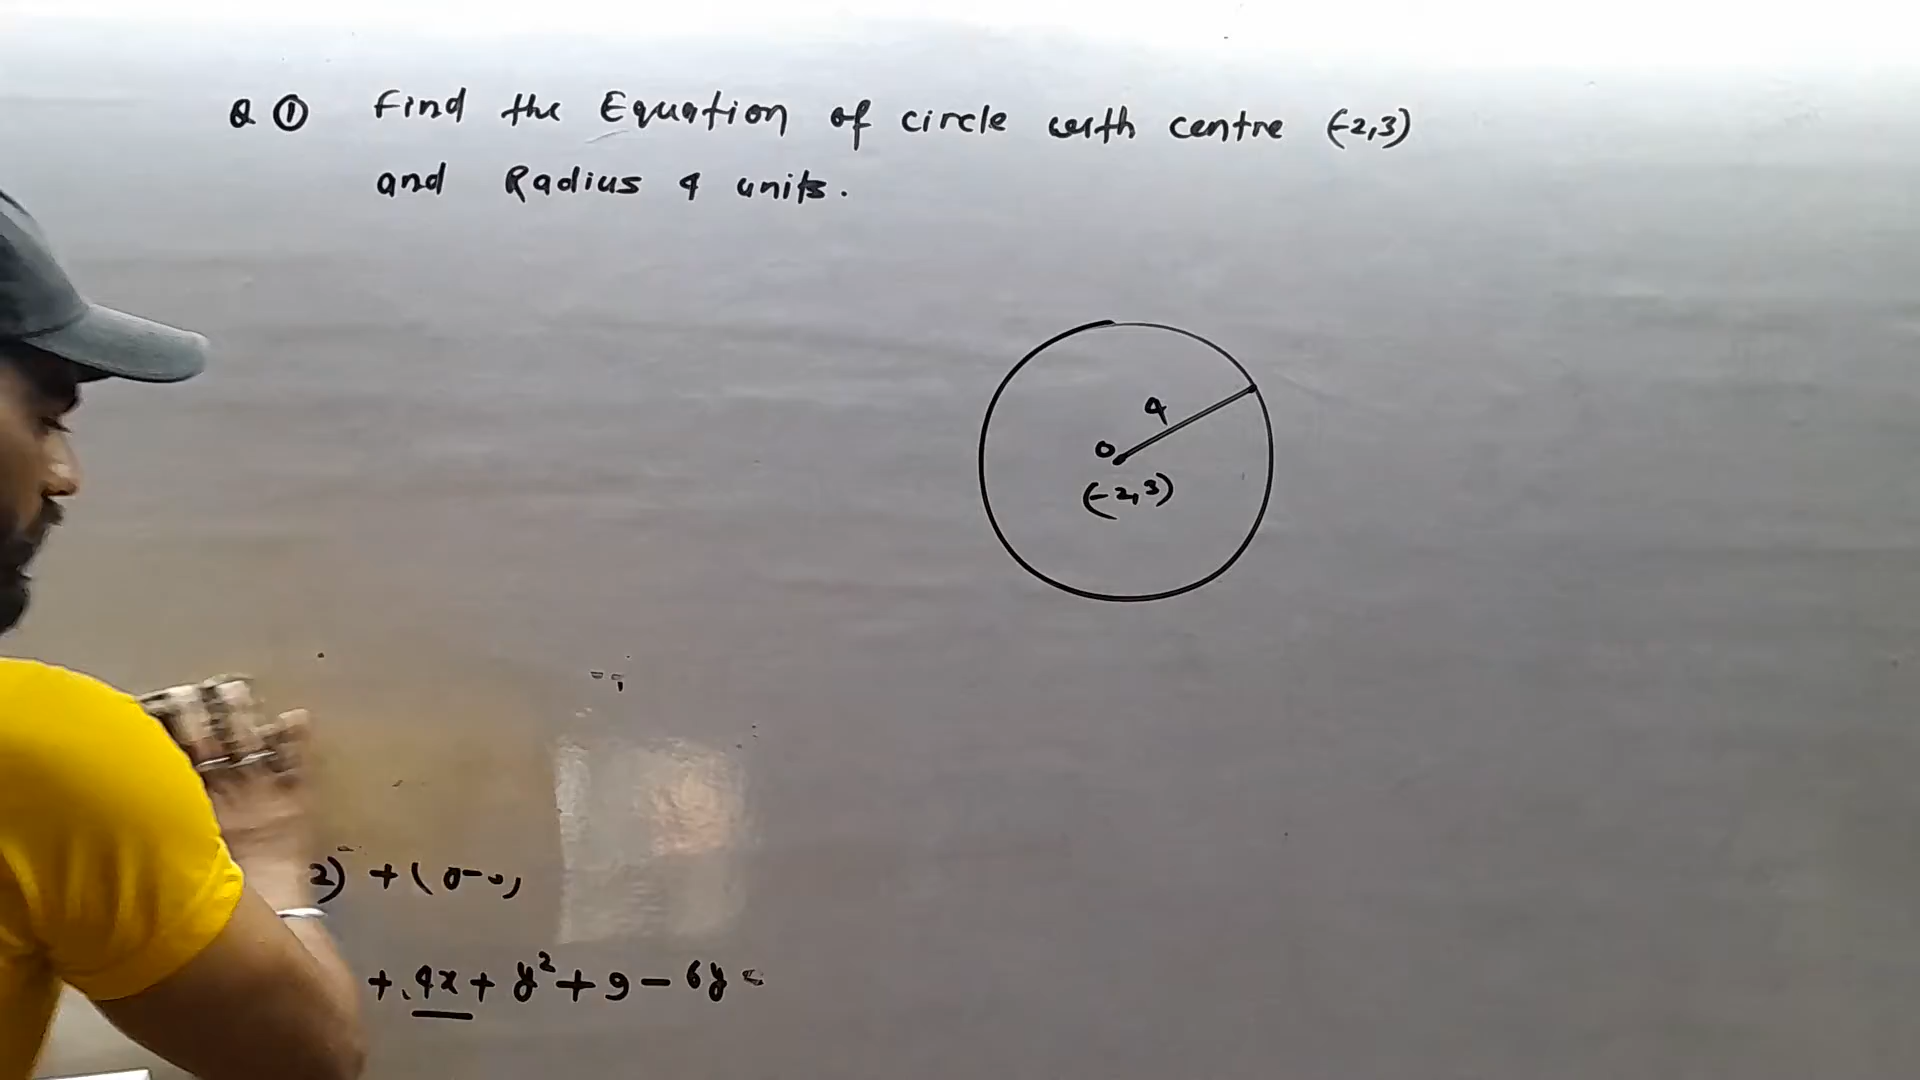 Q ① Find the Equation of circle with centre (-2,3)
and Radius 4 units.
4
O
(-2,3)
2) + (
+ 4x + y² + 9 - 6y =